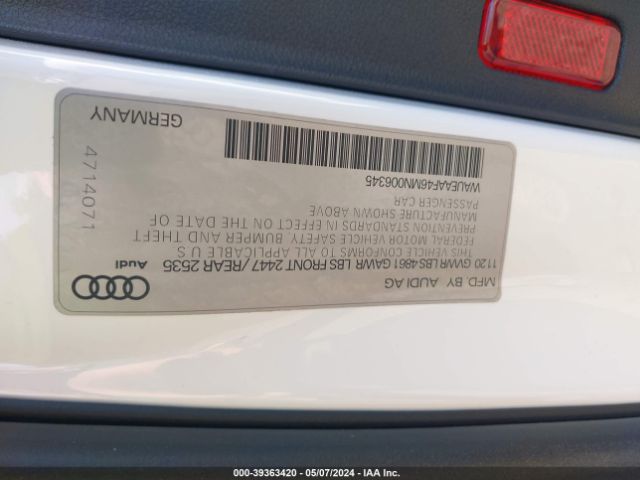 MFD. BY AUDI AG
11 20 GVWR LBS 4861 GAWR LBS FRONT 2447 / REAR 2535
THIS VEHICLE CONFORMS TO ALL APPLICABLE U S
FEDERAL MOTOR VEHICLE SAFETY, BUMPER AND THEFT
PREVENTION STANDARDS IN EFFECT ON THE DATE OF
MANUFACTURE SHOWN ABOVE
PASSENGER CAR
WAUEAAF46MN006345
Audi
4714071
GERMANY
000-39363420 - 05/07/2024 - IAA Inc.